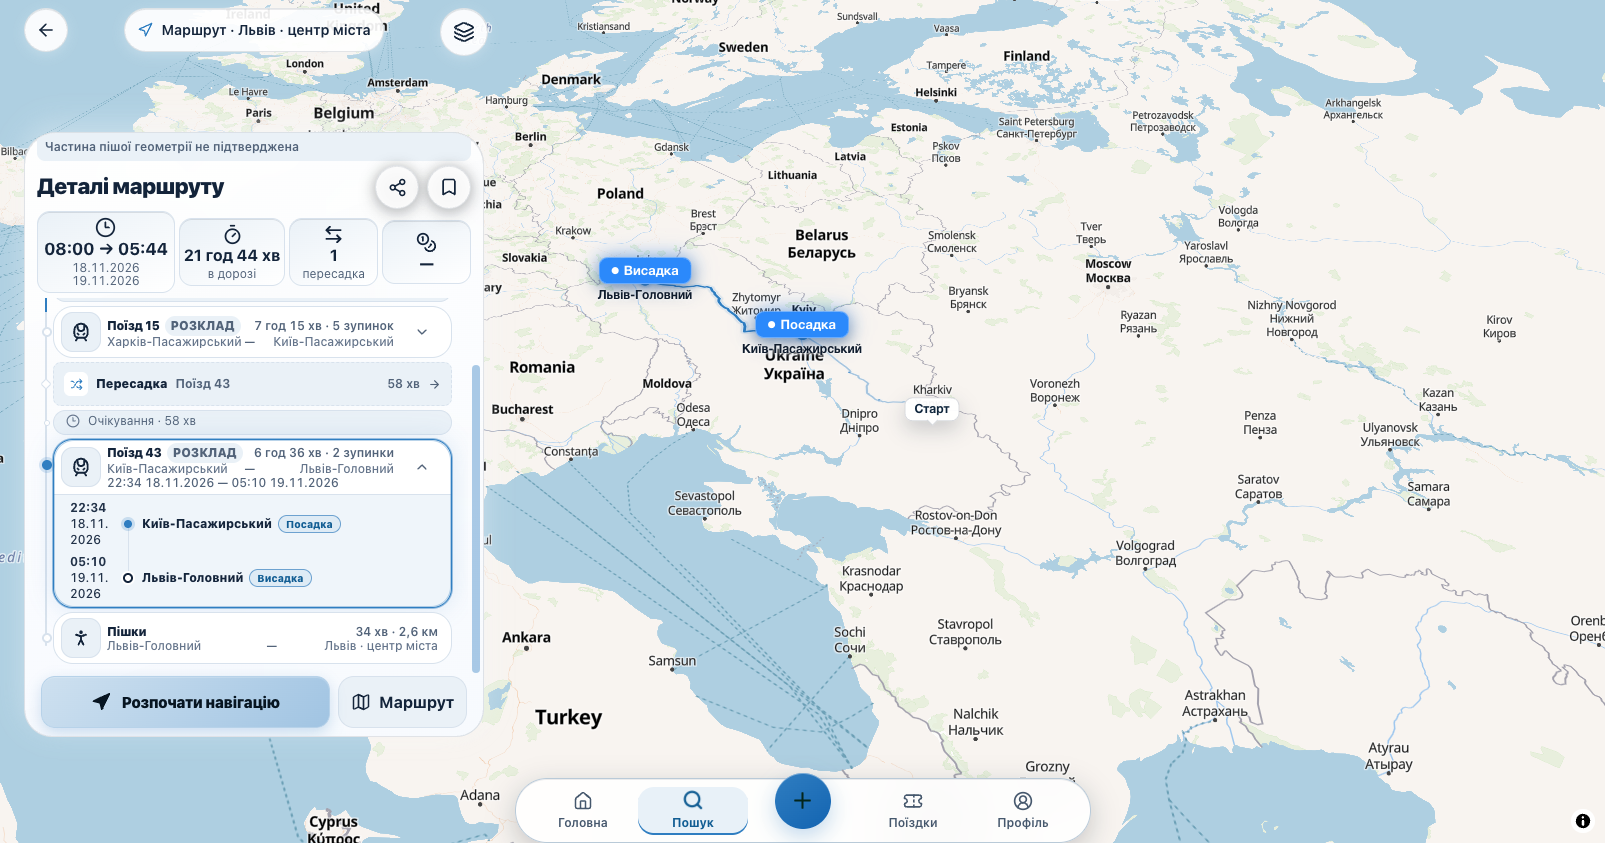 Маршрут · Львів · центр міста
Частина пішої геометрії не підтверджена
Деталі маршруту
08:00 → 05:44
18.11.2026
19.11.2026
21 год 44 хв
в дорозі
1
пересадка
—
Поїзд 15 РОЗКЛАД 7 год 15 хв · 5 зупинок
Харків-Пасажирський — Київ-Пасажирський
Пересадка Поїзд 43 58 хв →
Очікування · 58 хв
Поїзд 43 РОЗКЛАД 6 год 36 хв · 2 зупинки
Київ-Пасажирський — Львів-Головний
22:34 18.11.2026 — 05:10 19.11.2026
22:34
18.11.
2026
Київ-Пасажирський Посадка
05:10
19.11.
2026
Львів-Головний Висадка
Пішки 34 хв · 2,6 км
Львів-Головний — Львів · центр міста
Розпочати навігацію
Маршрут
Головна
Пошук
Поїздки
Профіль
Висадка
Львів-Головний
Посадка
Київ-Пасажирський
Старт
United
Ireland
London
Amsterdam
Le Havre
Paris
Belgium
Hamburg
Berlin
Denmark
Kristiansand
Norway
Sweden
Sundsvall
Vaasa
Finland
Tampere
Helsinki
Estonia
Latvia
Lithuania
Gdansk
Poland
Krakow
Slovakia
Brest
Брэст
Belarus
Беларусь
Saint Petersburg
Санкт-Петербург
Petrozavodsk
Петрозаводск
Arkhangelsk
Архангельск
Pskov
Псков
Vologda
Вологда
Tver
Тверь
Yaroslavl
Ярославль
Smolensk
Смоленск
Moscow
Москва
Bryansk
Брянск
Ryazan
Рязань
Nizhny Novgorod
Нижний
Новгород
Kirov
Киров
Kazan
Казань
Zhytomyr
Житомир
Kyiv
Ukraine
Україна
Kharkiv
Dnipro
Дніпро
Odesa
Одеса
Moldova
Romania
Bucharest
Constanța
Sevastopol
Севастополь
Voronezh
Воронеж
Penza
Пенза
Ulyanovsk
Ульяновск
Saratov
Саратов
Samara
Самара
Rostov-on-Don
Ростов-на-Дону
Volgograd
Волгоград
Krasnodar
Краснодар
Stavropol
Ставрополь
Sochi
Сочи
Nalchik
Нальчик
Grozny
Astrakhan
Астрахань
Atyrau
Атырау
Ankara
Samsun
Turkey
Adana
Cyprus
Κύπρος